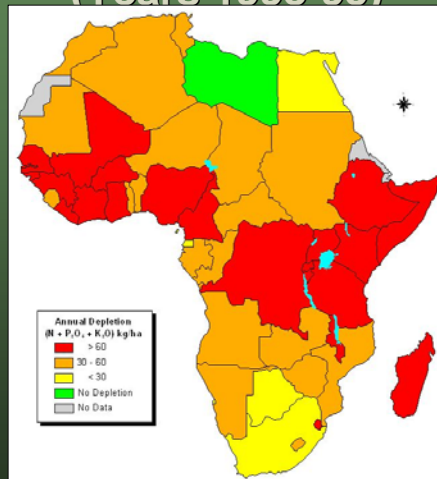 Annual Depletion
(N + P₂O₅ + K₂O) kg/ha
> 60
30 - 60
< 30
No Depletion
No Data